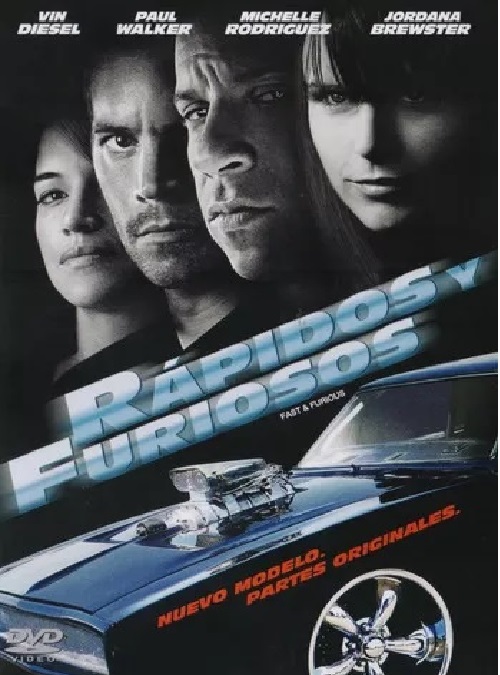 VIN DIESEL
PAUL WALKER
MICHELLE RODRIGUEZ
JORDANA BREWSTER
RÁPIDOS Y
FURIOSOS
FAST & FURIOUS
NUEVO MODELO.
PARTES ORIGINALES.
DVD
VIDEO